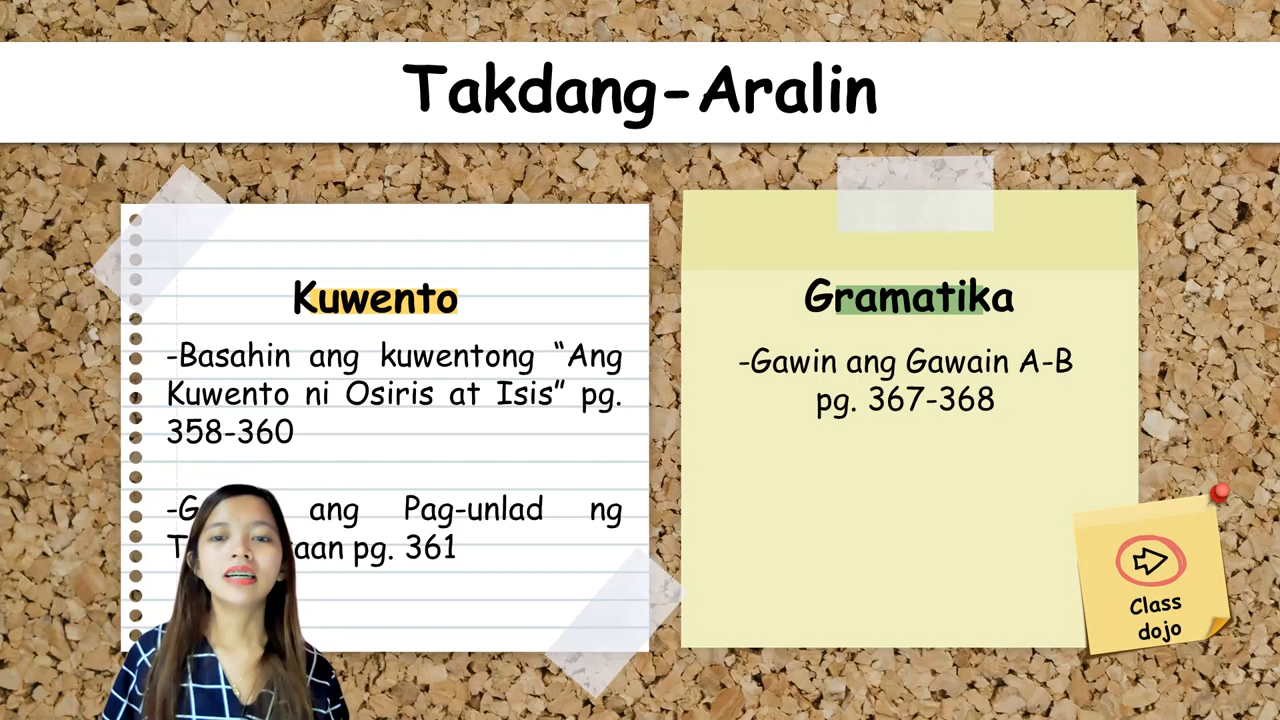 Takdang-Aralin
Kuwento
-Basahin ang kuwentong “Ang
Kuwento ni Osiris at Isis” pg.
358-360
ang Pag-unlad ng
pg. 361
Gramatika
-Gawin ang Gawain A-B
pg. 367-368
Class
dojo